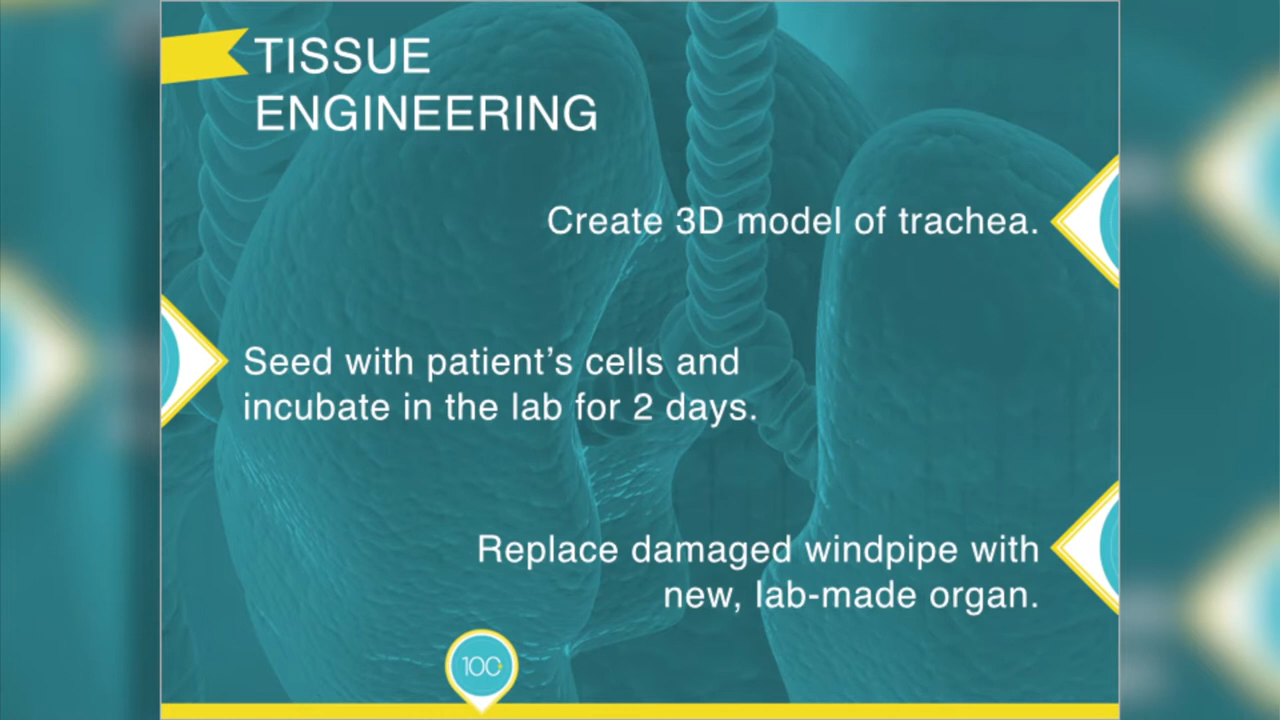 TISSUE
ENGINEERING
Create 3D model of trachea.
Seed with patient’s cells and
incubate in the lab for 2 days.
Replace damaged windpipe with
new, lab-made organ.
100